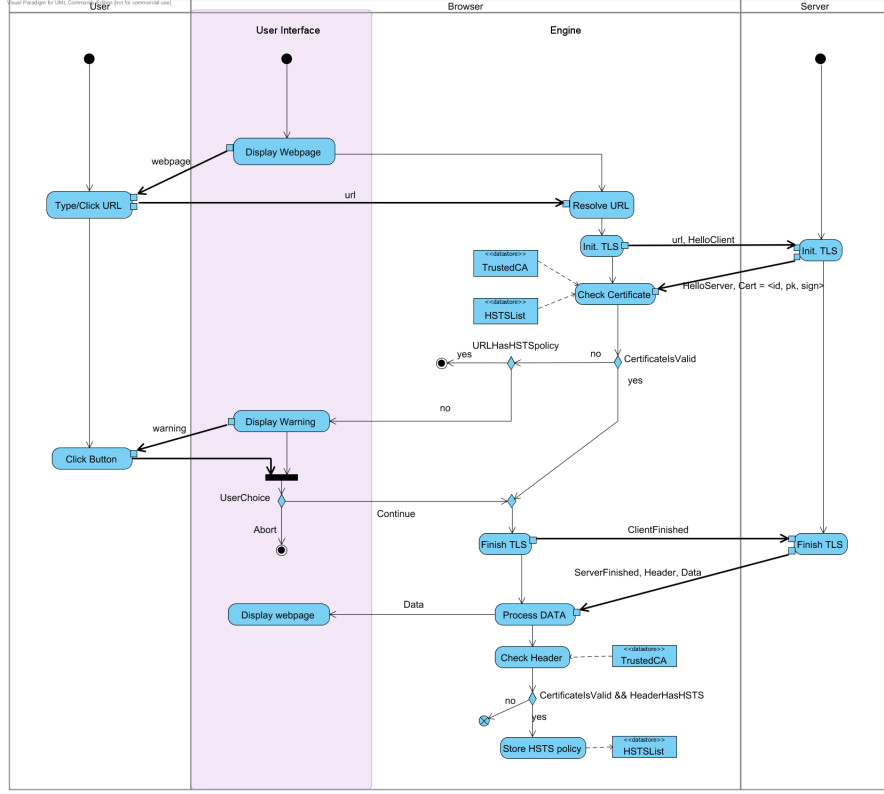 Visual Paradigm for UML Community Edition [not for commercial use]
User
Browser
Server
User Interface
Engine
Display Webpage
webpage
Type/Click URL
url
Resolve URL
Init. TLS
url, HelloClient
Init. TLS
<<datastore>>
TrustedCA
HelloServer, Cert = <id, pk, sign>
Check Certificate
<<datastore>>
HSTSList
URLHasHSTSpolicy
yes
no
CertificateIsValid
yes
no
Display Warning
warning
Click Button
UserChoice
Continue
Abort
ClientFinished
Finish TLS
Finish TLS
ServerFinished, Header, Data
Data
Display webpage
Process DATA
Check Header
<<datastore>>
TrustedCA
CertificateIsValid && HeaderHasHSTS
no
yes
Store HSTS policy
<<datastore>>
HSTSList